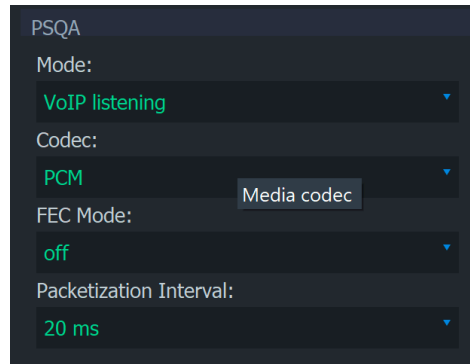 PSQA
Mode:
VoIP listening
Codec:
PCM
Media codec
FEC Mode:
off
Packetization Interval:
20 ms